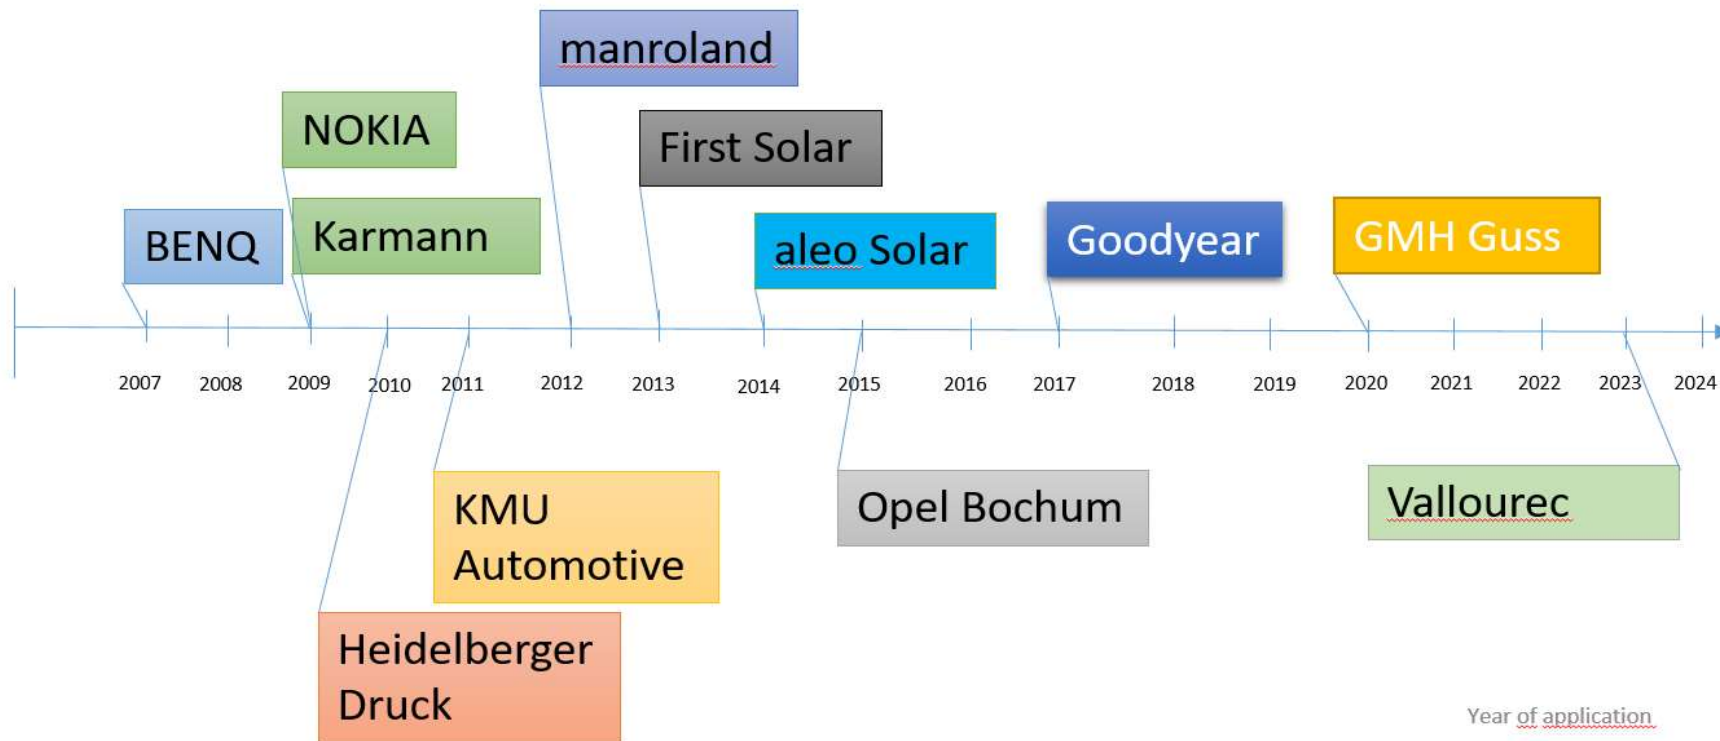 manroland
NOKIA
First Solar
Karmann
BENQ
aleo Solar
Goodyear
GMH Guss
2007 2008 2009 2010 2011 2012 2013 2014 2015 2016 2017 2018 2019 2020 2021 2022 2023 2024
KMU
Automotive
Opel Bochum
Vallourec
Heidelberger
Druck
Year of application